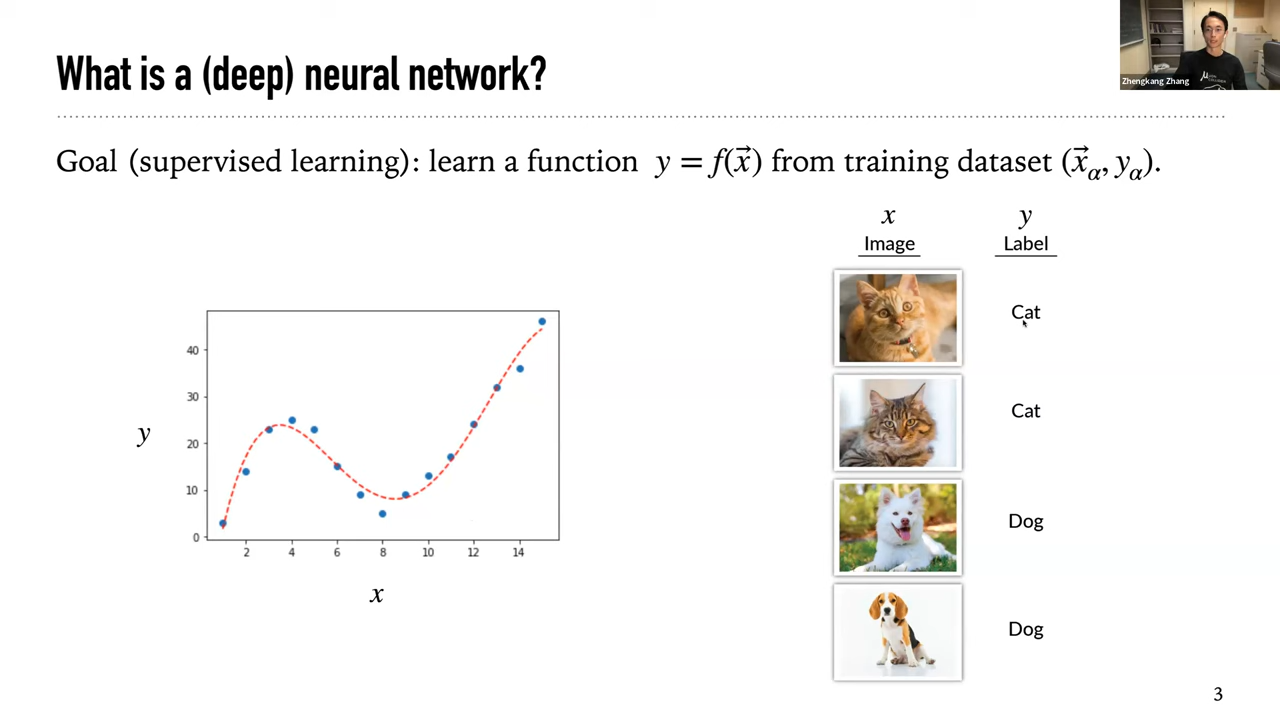 What is a (deep) neural network?
Zhengkang Zhang
Goal (supervised learning): learn a function y = f(x⃗) from training dataset (x⃗_α, y_α).
x y
Image Label
Cat
Cat
Dog
Dog
y
40
30
20
10
0
2 4 6 8 10 12 14
x
3